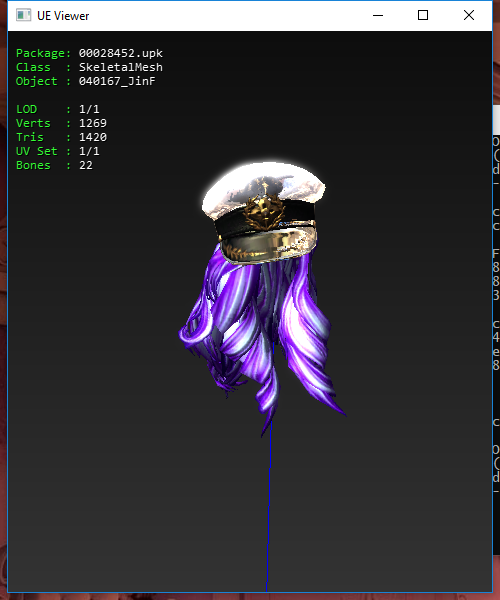 UE Viewer
Package: 00028452.upk
Class  : SkeletalMesh
Object : 040167_JinF
LOD    : 1/1
Verts  : 1269
Tris   : 1420
UV Set : 1/1
Bones  : 22